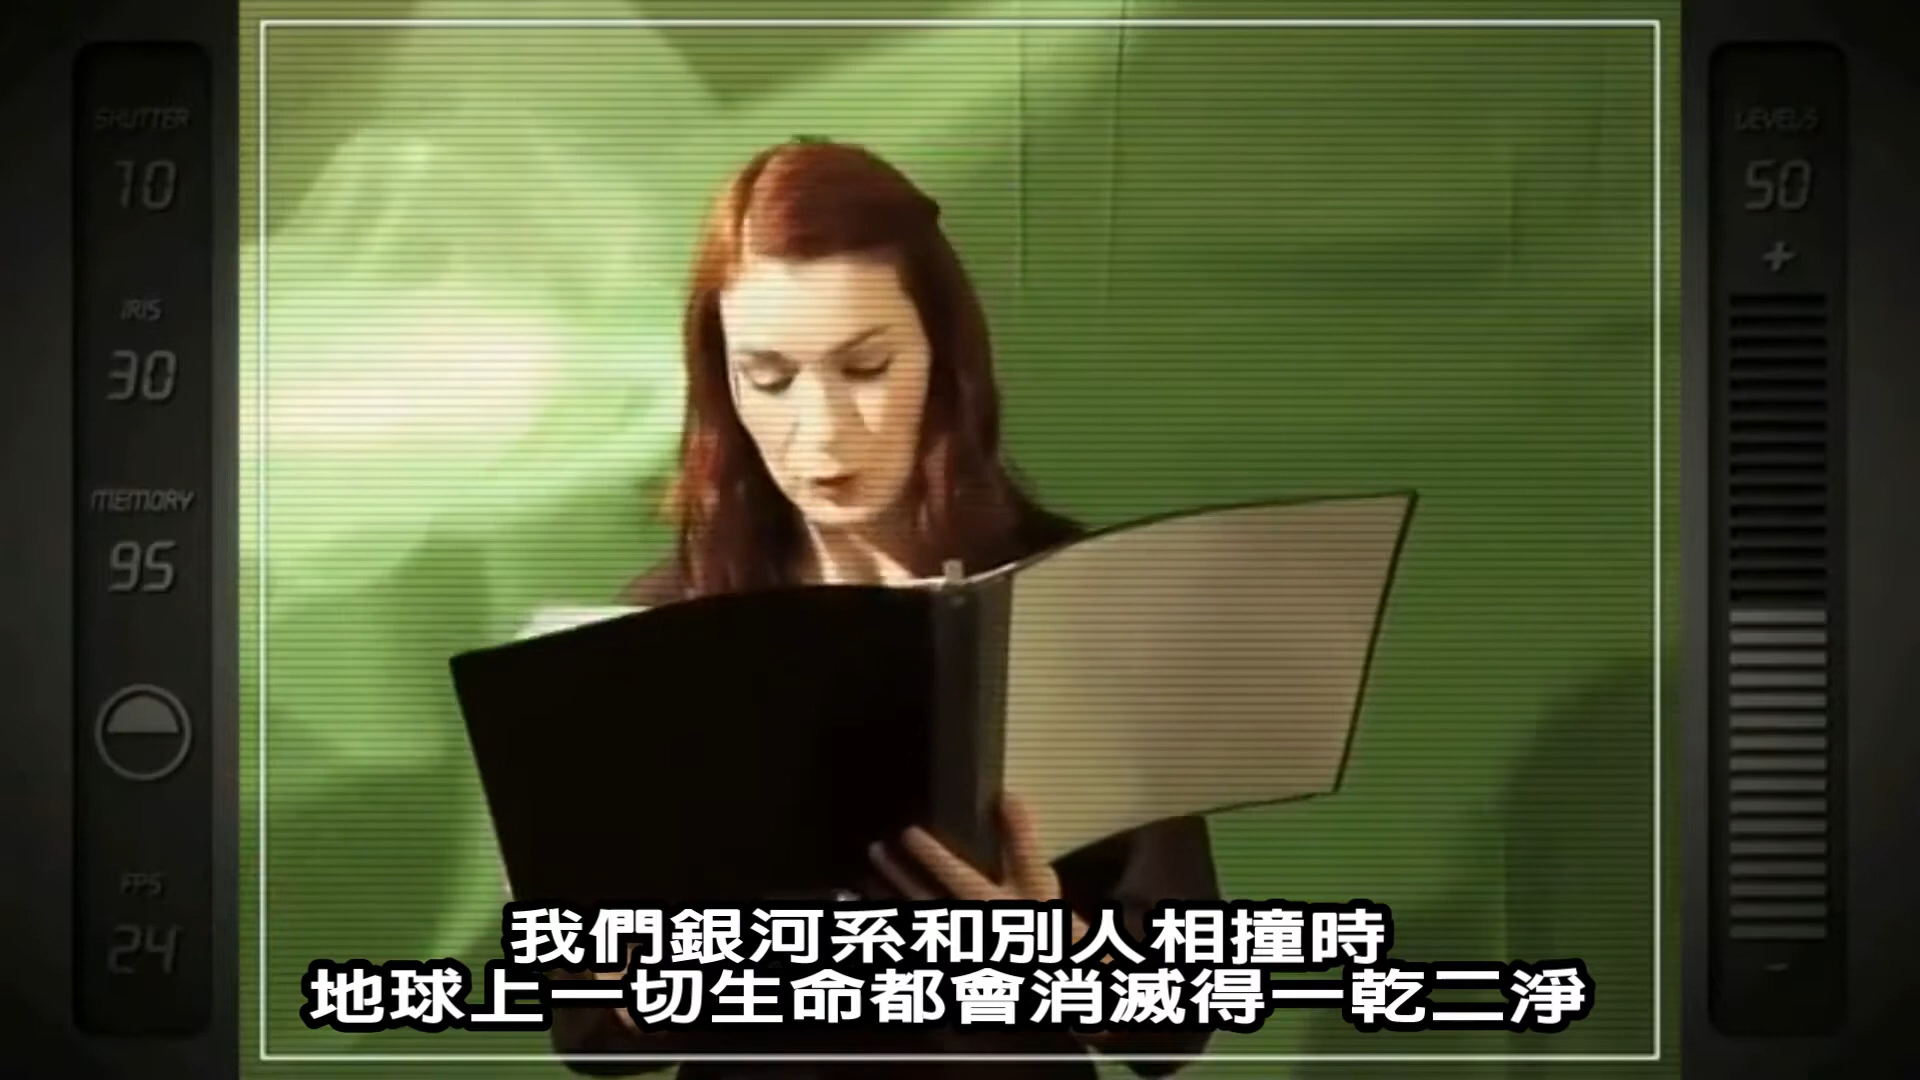 SHUTTER
10
IRIS
30
MEMORY
95
FPS
24
LEVELS
50
+
我們銀河系和別人相撞時
地球上一切生命都會消滅得一乾二淨